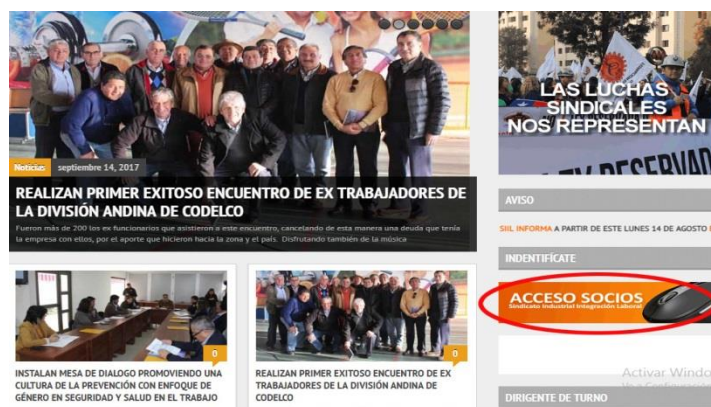 Noticias septiembre 14, 2017
REALIZAN PRIMER EXITOSO ENCUENTRO DE EX TRABAJADORES DE
LA DIVISIÓN ANDINA DE CODELCO
Fueron más de 200 los ex funcionarios que asistieron a este encuentro, cancelando de esta manera una deuda que tenía
la empresa con ellos, por el aporte que hicieron hacia la zona y el país. Disfrutando también de la música
0
INSTALAN MESA DE DIALOGO PROMOVIENDO UNA
CULTURA DE LA PREVENCIÓN CON ENFOQUE DE
GÉNERO EN SEGURIDAD Y SALUD EN EL TRABAJO
0
REALIZAN PRIMER EXITOSO ENCUENTRO DE EX
TRABAJADORES DE LA DIVISIÓN ANDINA DE
CODELCO
LAS LUCHAS
SINDICALES
NOS REPRESENTAN
RESERVAD
AVISO
SIIL INFORMA A PARTIR DE ESTE LUNES 14 DE AGOSTO
INDENTIFÍCATE
ACCESO SOCIOS
Sindicato Industrial Integración Laboral
Activar Windo
DIRIGENTE DE TURNO